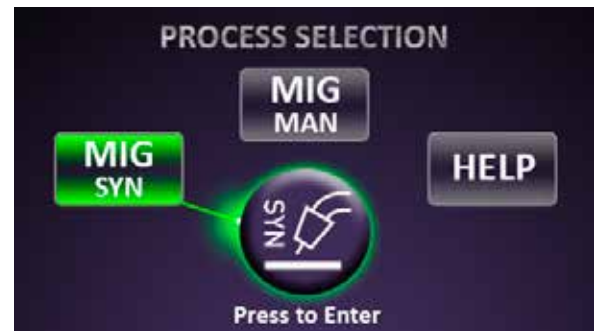 PROCESS SELECTION
MIG
MAN
MIG
SYN
HELP
SYN
Press to Enter